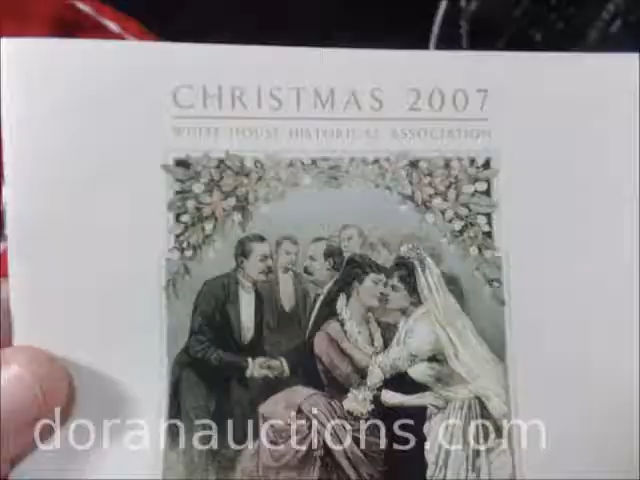 CHRISTMAS 2007
WHITE HOUSE HISTORICAL ASSOCIATION
doranauctions.com